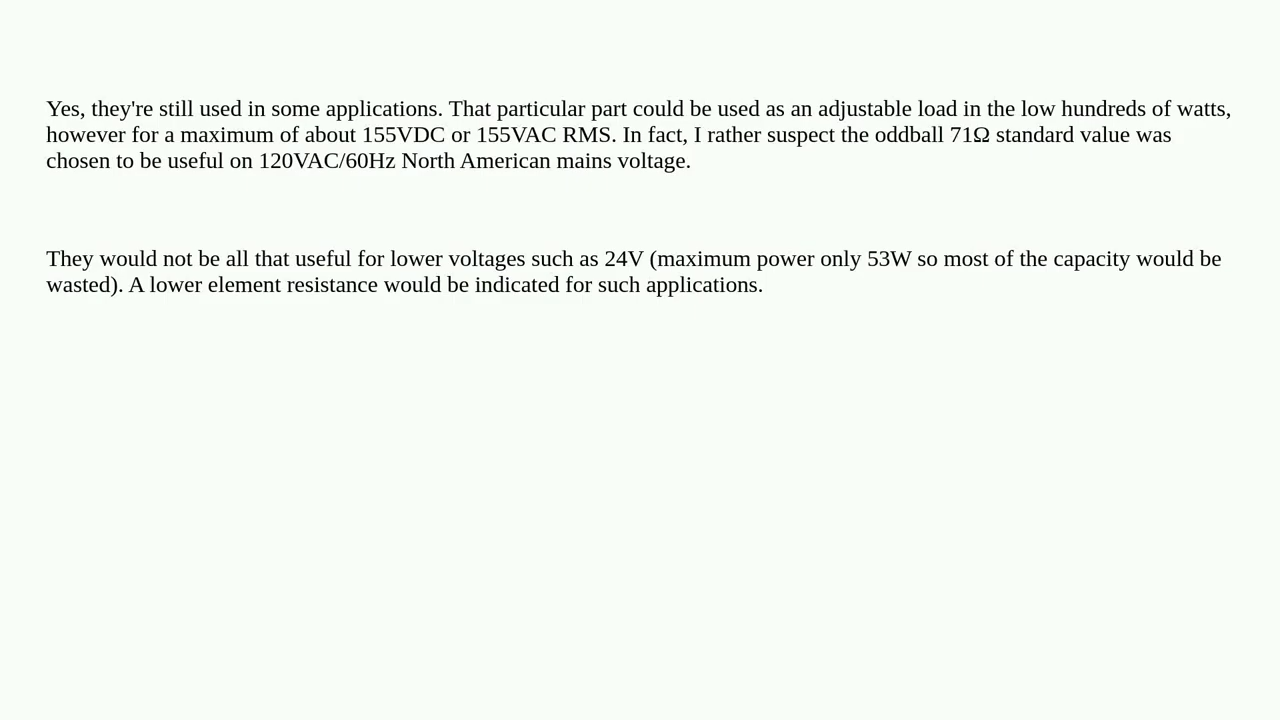 Yes, they're still used in some applications. That particular part could be used as an adjustable load in the low hundreds of watts,
however for a maximum of about 155VDC or 155VAC RMS. In fact, I rather suspect the oddball 71Ω standard value was
chosen to be useful on 120VAC/60Hz North American mains voltage.
They would not be all that useful for lower voltages such as 24V (maximum power only 53W so most of the capacity would be
wasted). A lower element resistance would be indicated for such applications.